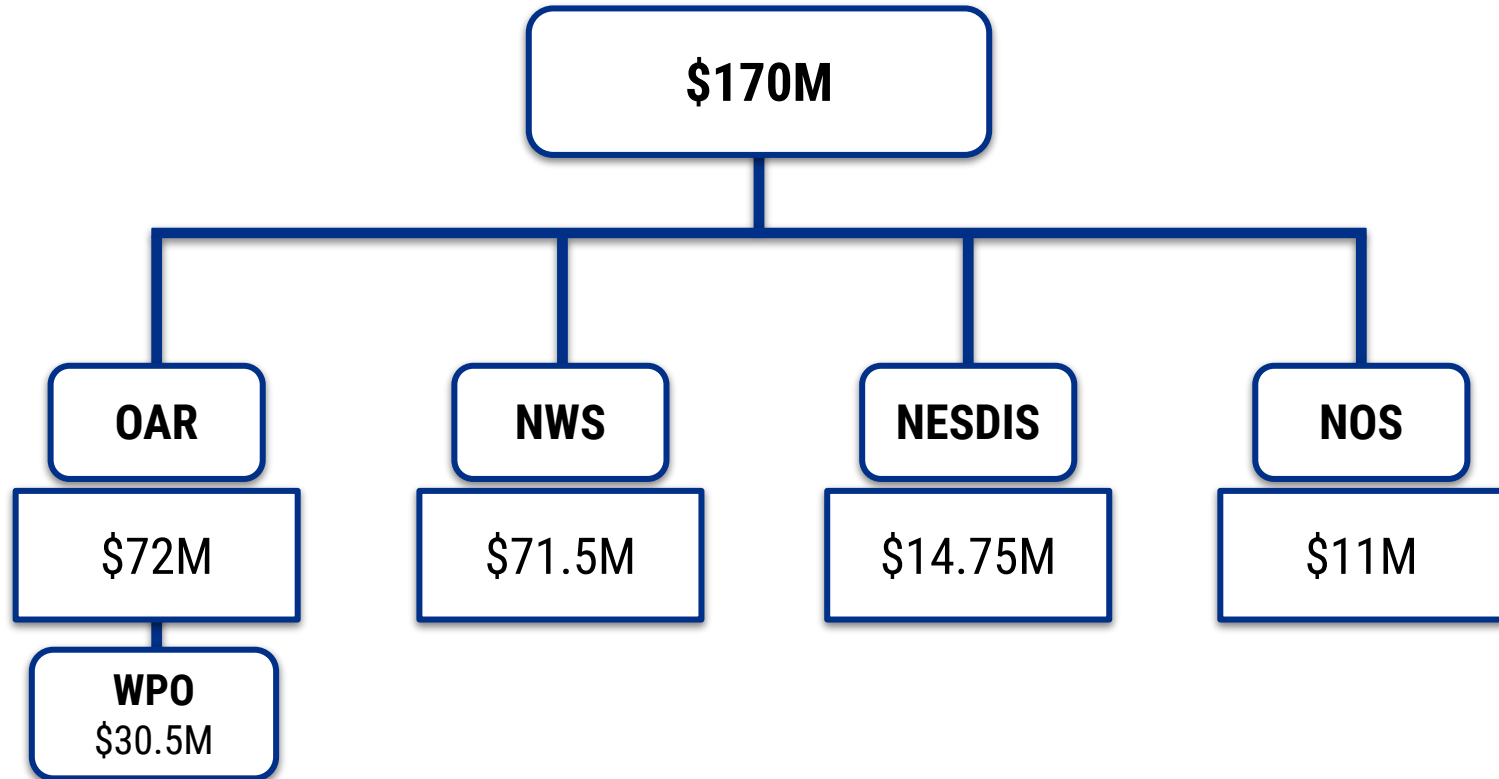 $170M
OAR
NWS
NESDIS
NOS
$72M
$71.5M
$14.75M
$11M
WPO
$30.5M